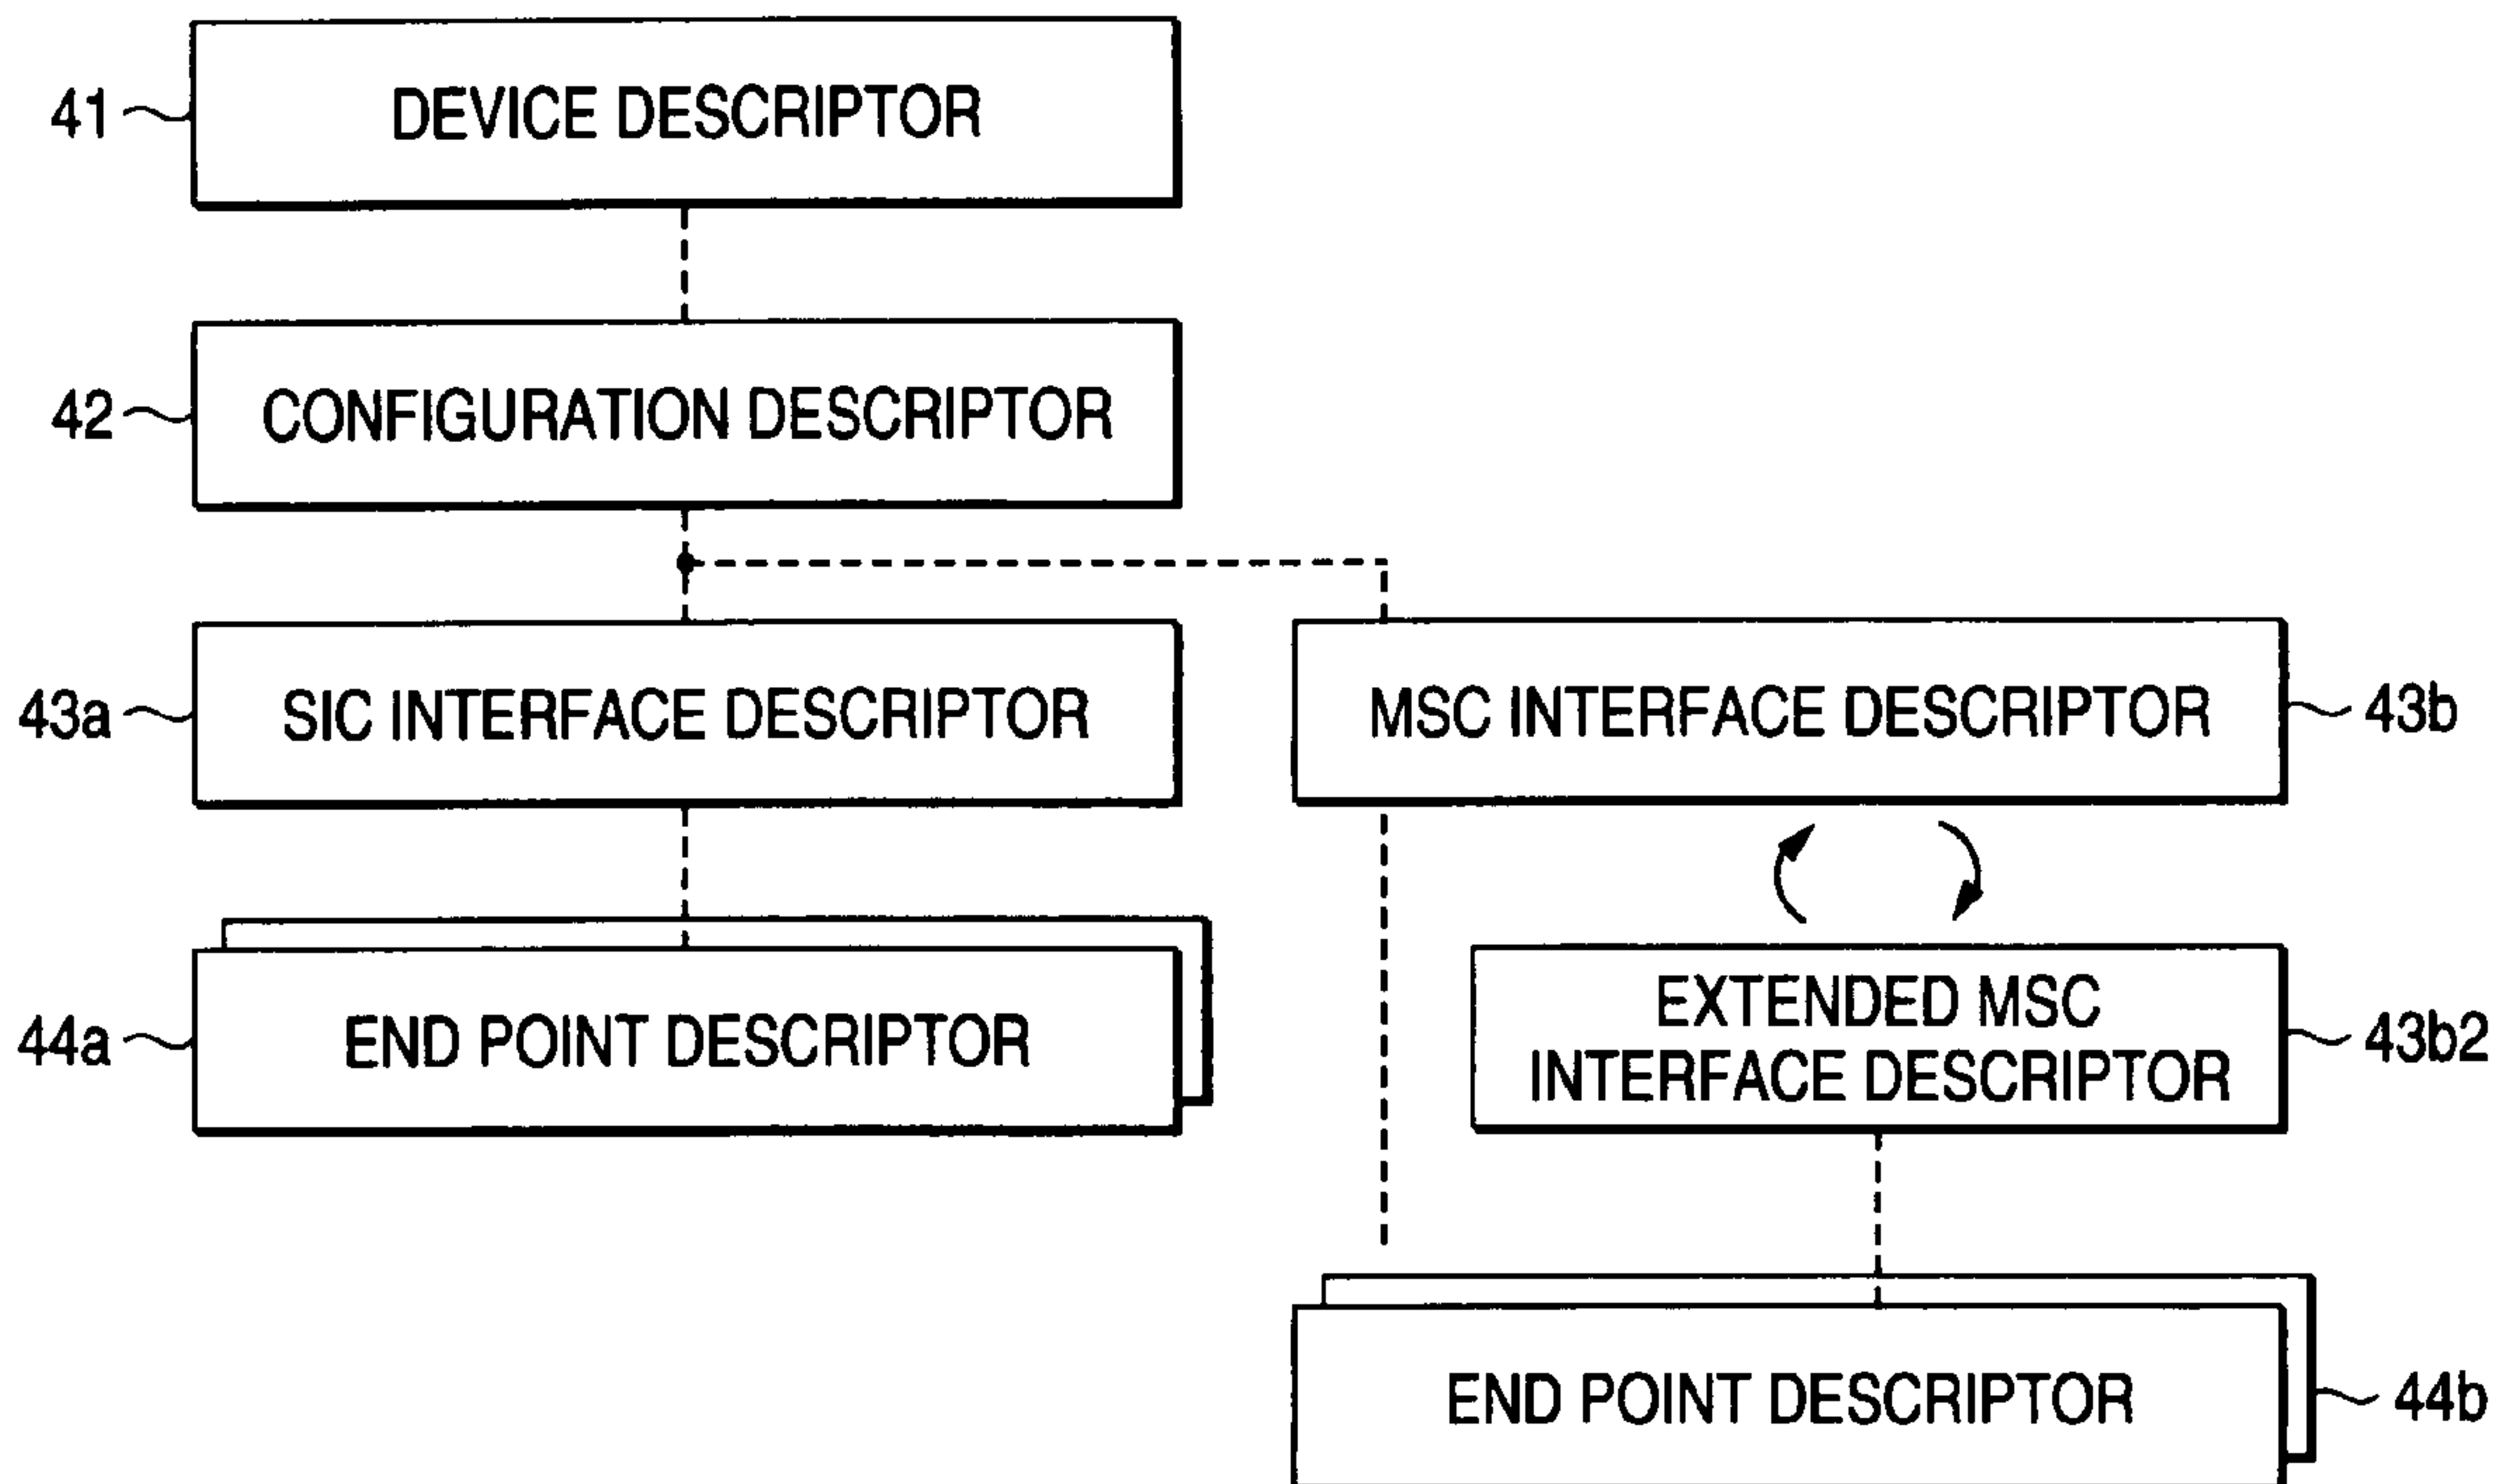 41
DEVICE DESCRIPTOR
42
CONFIGURATION DESCRIPTOR
43a
SIC INTERFACE DESCRIPTOR
MSC INTERFACE DESCRIPTOR
43b
44a
END POINT DESCRIPTOR
EXTENDED MSC
INTERFACE DESCRIPTOR
43b2
END POINT DESCRIPTOR
44b